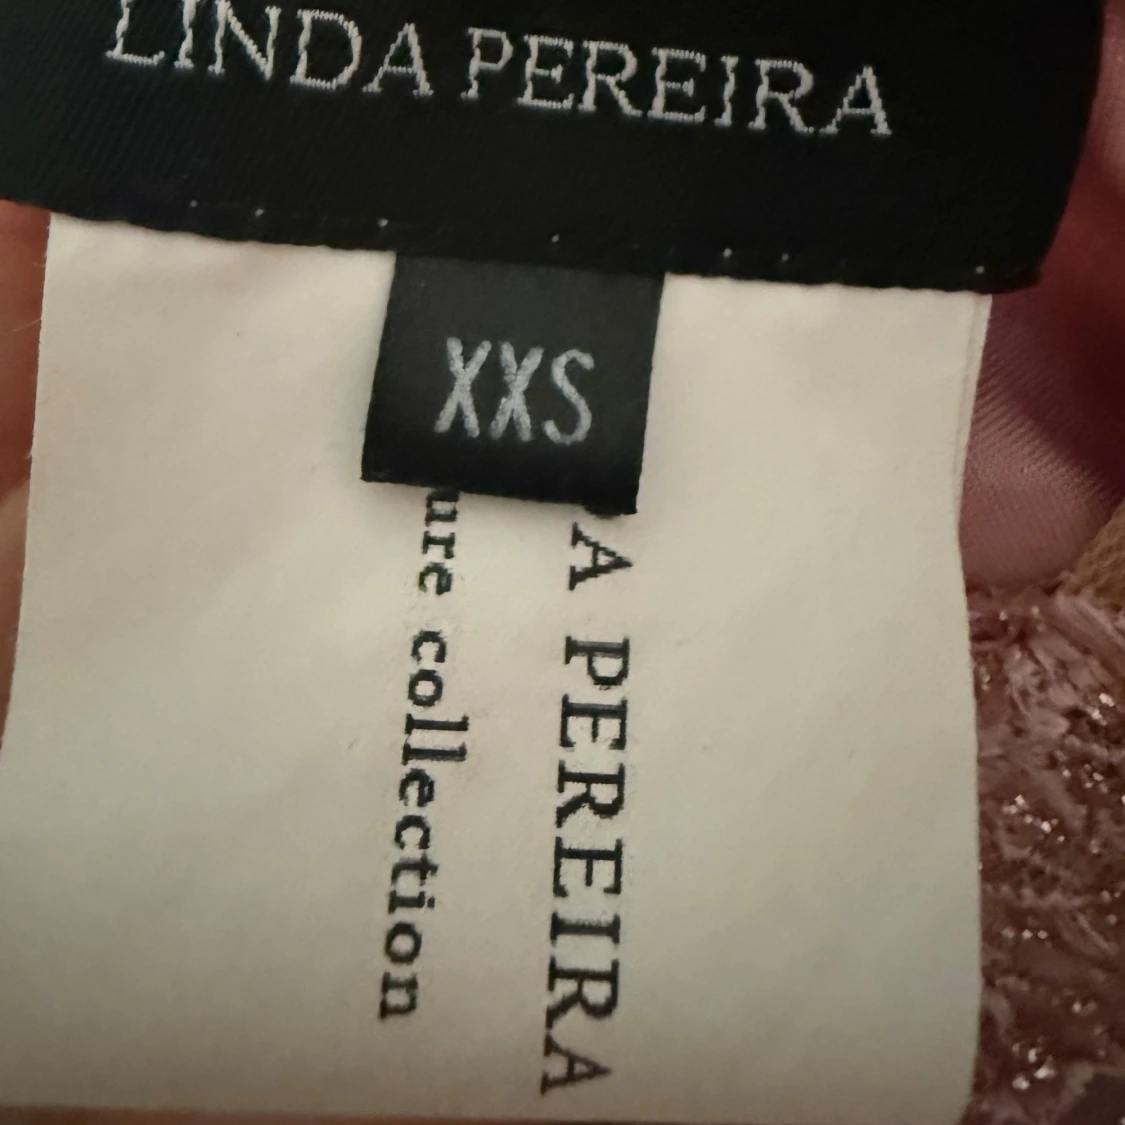 LINDA PEREIRA
XXS
A PEREIRA
ure collection